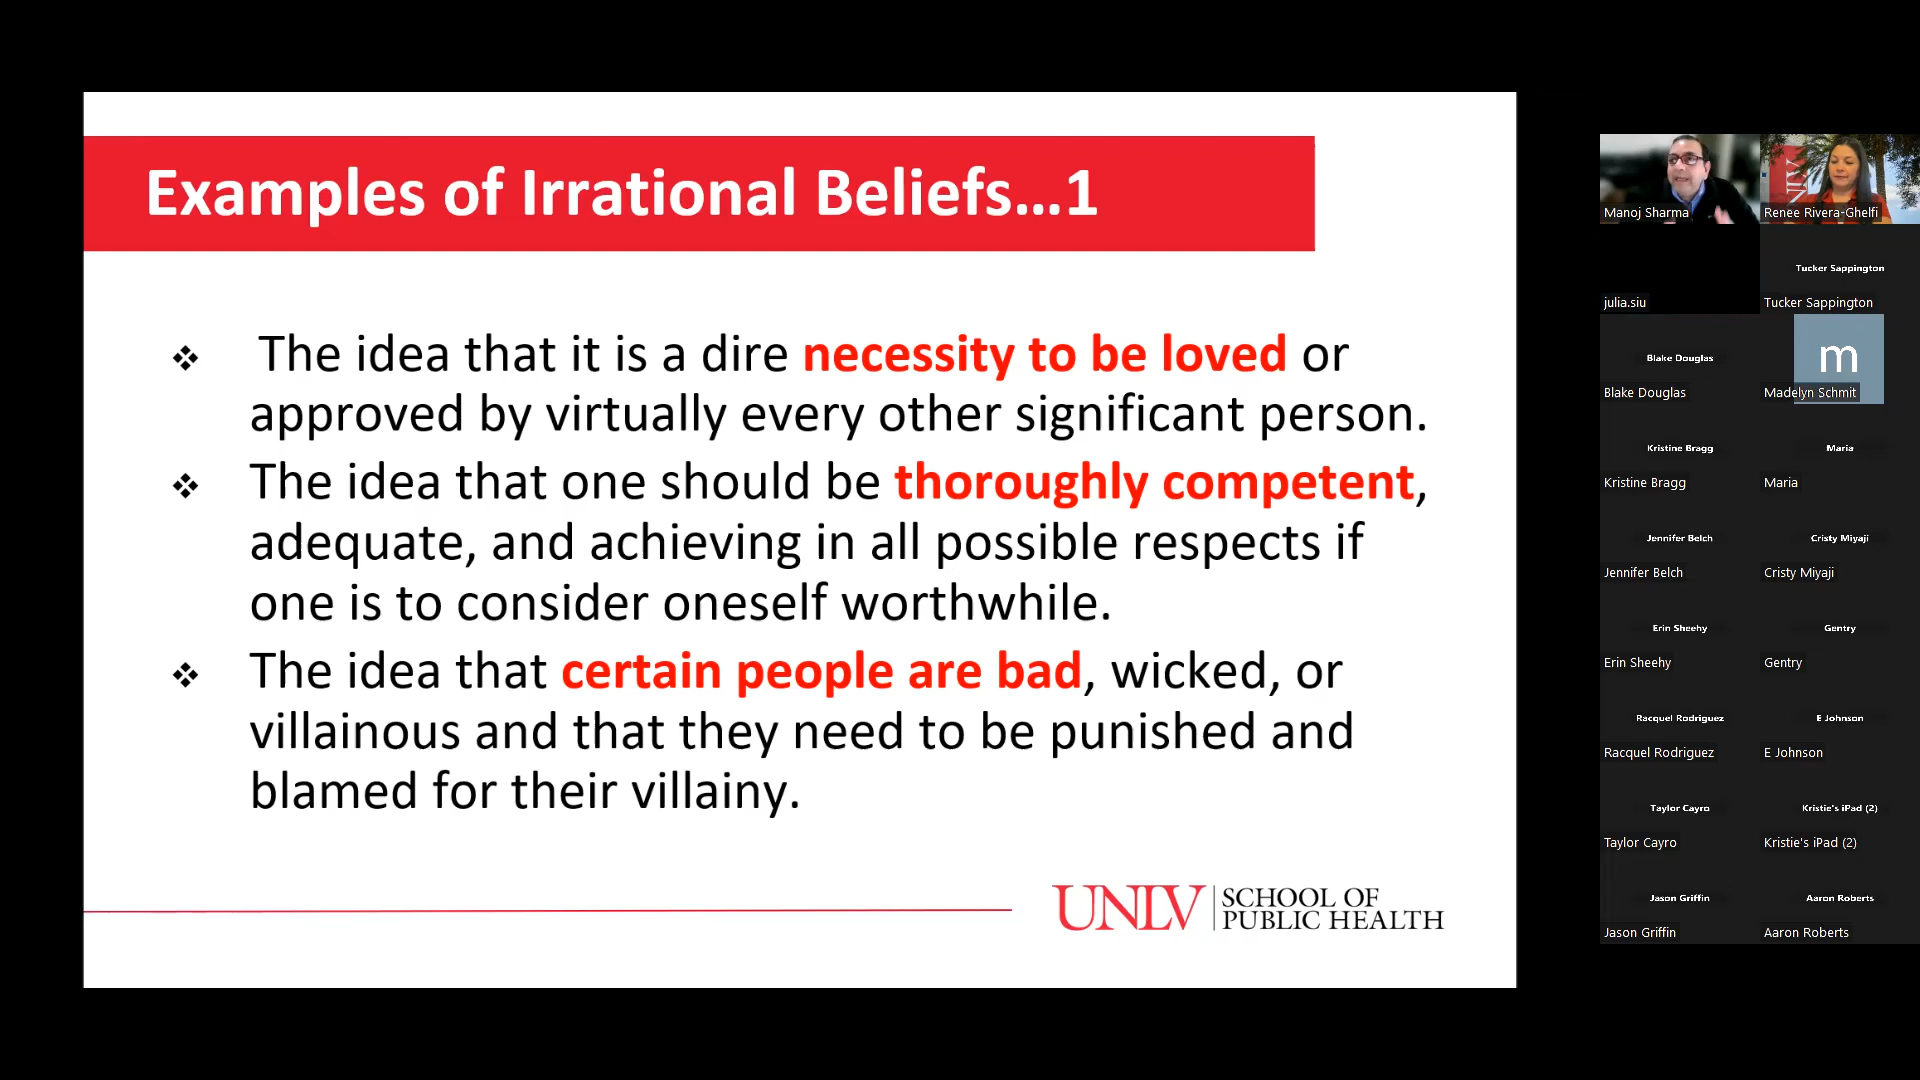 Examples of Irrational Beliefs...1
❖ The idea that it is a dire necessity to be loved or
approved by virtually every other significant person.
❖ The idea that one should be thoroughly competent,
adequate, and achieving in all possible respects if
one is to consider oneself worthwhile.
❖ The idea that certain people are bad, wicked, or
villainous and that they need to be punished and
blamed for their villainy.
UNLV
SCHOOL OF
PUBLIC HEALTH
Manoj Sharma
UNLV
Renee Rivera-Ghelfi
julia.siu
Tucker Sappington
Tucker Sappington
Blake Douglas
Blake Douglas
m
Madelyn Schmit
Kristine Bragg
Kristine Bragg
Maria
Maria
Jennifer Belch
Jennifer Belch
Cristy Miyaji
Cristy Miyaji
Erin Sheehy
Erin Sheehy
Gentry
Gentry
Racquel Rodriguez
Racquel Rodriguez
E Johnson
E Johnson
Taylor Cayro
Taylor Cayro
Kristie's iPad (2)
Kristie's iPad (2)
Jason Griffin
Jason Griffin
Aaron Roberts
Aaron Roberts